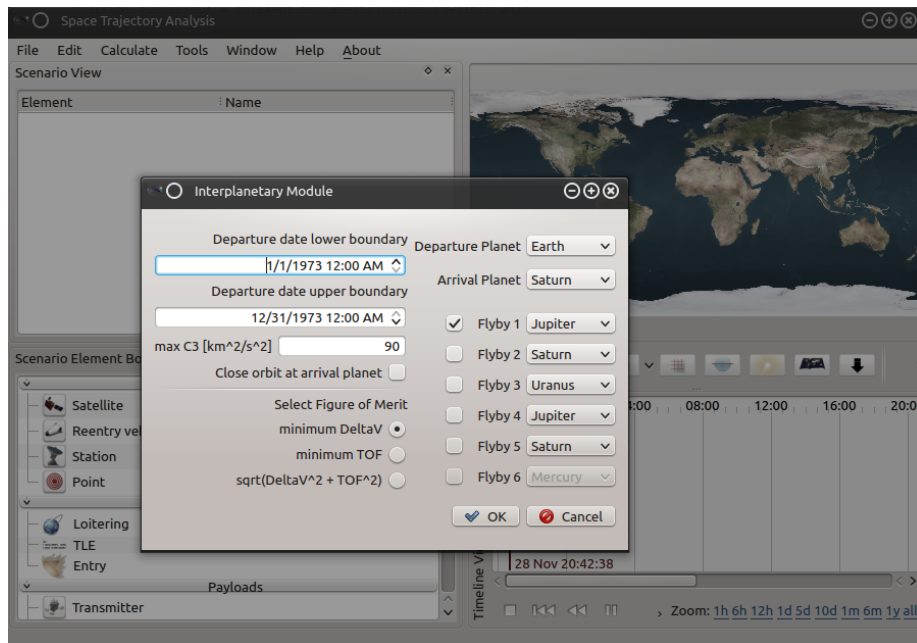 Space Trajectory Analysis
File Edit Calculate Tools Window Help About
Scenario View
Element Name
Interplanetary Module
Departure date lower boundary
1/1/1973 12:00 AM
Departure date upper boundary
12/31/1973 12:00 AM
max C3 [km^2/s^2] 90
Close orbit at arrival planet
Select Figure of Merit
minimum DeltaV
minimum TOF
sqrt(DeltaV^2 + TOF^2)
Departure Planet Earth
Arrival Planet Saturn
Flyby 1 Jupiter
Flyby 2 Saturn
Flyby 3 Uranus
Flyby 4 Jupiter
Flyby 5 Saturn
Flyby 6 Mercury
OK Cancel
Scenario Element Bo
Satellite
Reentry vel
Station
Point
Loitering
TLE
Entry
Payloads
Transmitter
4:00 08:00 12:00 16:00 20:0
28 Nov 20:42:38
Timeline Vi
Zoom: 1h 6h 12h 1d 5d 10d 1m 6m 1y all